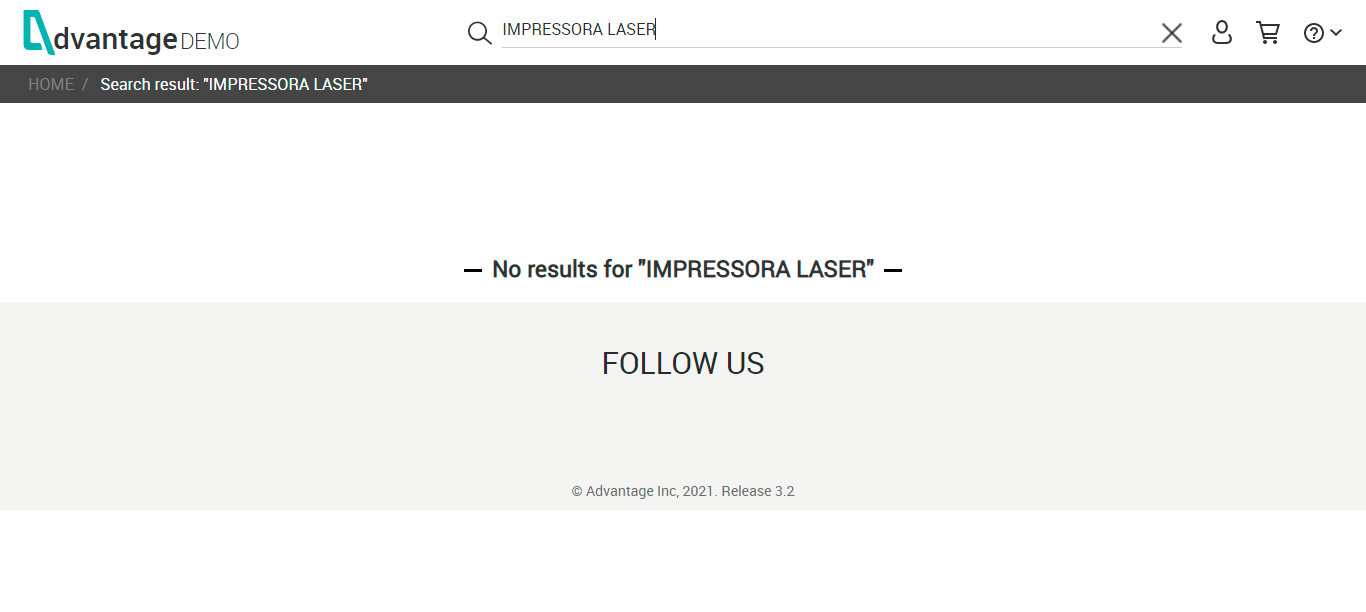 dvantage DEMO
IMPRESSORA LASER
HOME / Search result: "IMPRESSORA LASER"
No results for "IMPRESSORA LASER"
FOLLOW US
© Advantage Inc, 2021. Release 3.2